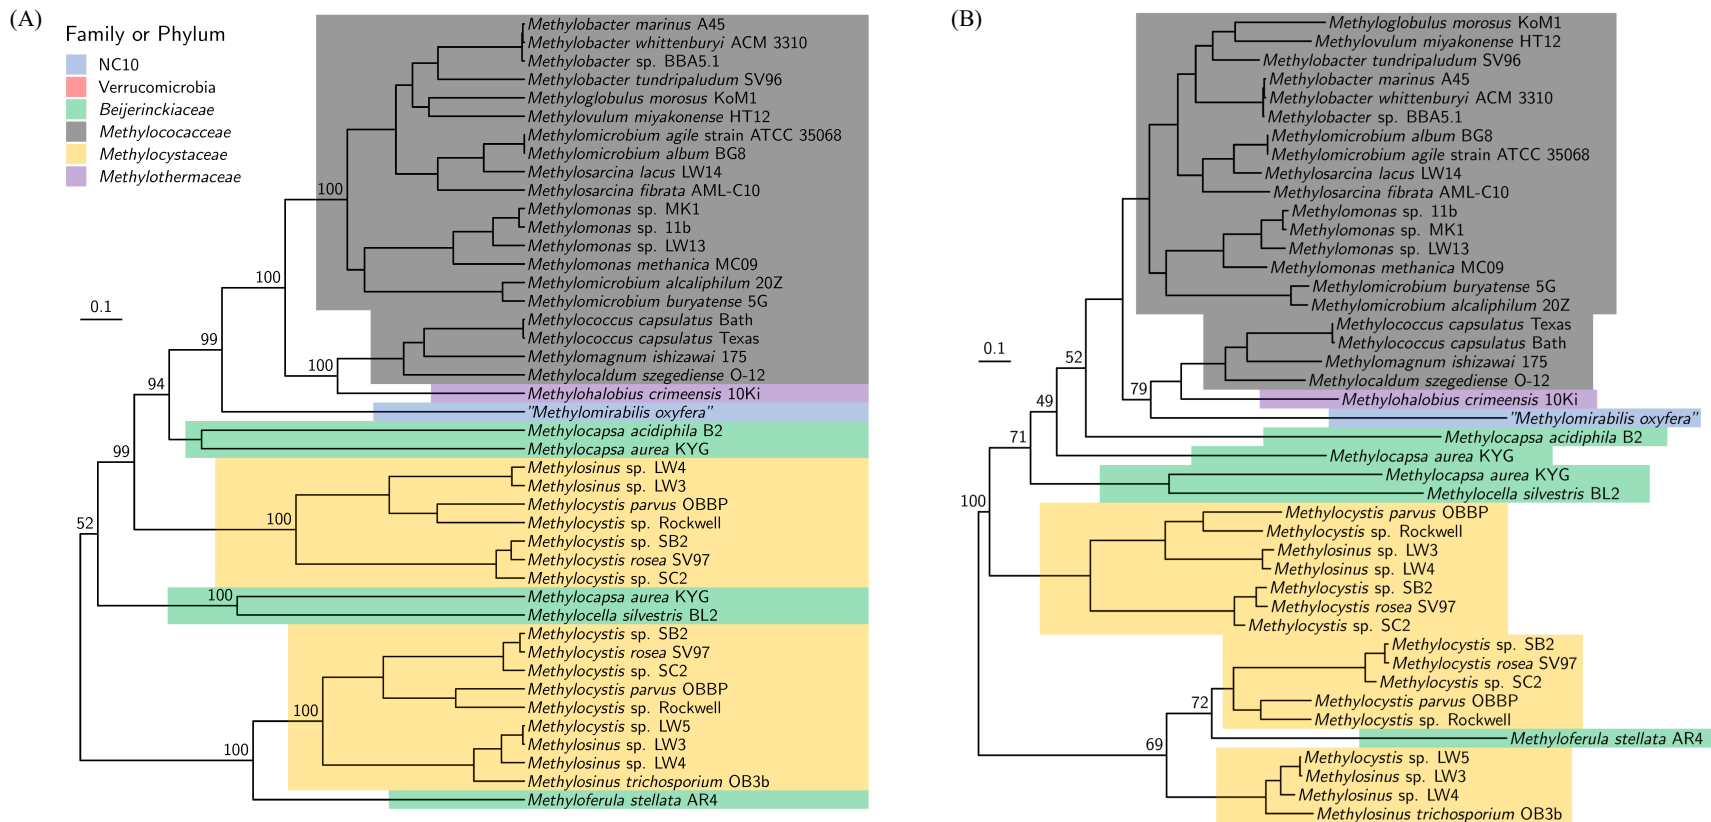 (A)
Family or Phylum
NC10
Verrucomicrobia
Beijerinckiaceae
Methylococacceae
Methylocystaceae
Methylothermaceae
0.1
100
100
99
100
94
99
100
52
100
100
100
Methylobacter marinus A45
Methylobacter whittenburyi ACM 3310
Methylobacter sp. BBA5.1
Methylobacter tundripaludum SV96
Methyloglobulus morosus KoM1
Methylovulum miyakonense HT12
Methylomicrobium agile strain ATCC 35068
Methylomicrobium album BG8
Methylosarcina lacus LW14
Methylosarcina fibrata AML-C10
Methylomonas sp. MK1
Methylomonas sp. 11b
Methylomonas sp. LW13
Methylomonas methanica MC09
Methylomicrobium alcaliphilum 20Z
Methylomicrobium buryatense 5G
Methylococcus capsulatus Bath
Methylococcus capsulatus Texas
Methylomagnum ishizawai 175
Methylocaldum szegediense O-12
Methylohalobius crimeensis 10Ki
"Methylomirabilis oxyfera"
Methylocapsa acidiphila B2
Methylocapsa aurea KYG
Methylosinus sp. LW4
Methylosinus sp. LW3
Methylocystis parvus OBBP
Methylocystis sp. Rockwell
Methylocystis sp. SB2
Methylocystis rosea SV97
Methylocystis sp. SC2
Methylocapsa aurea KYG
Methylocella silvestris BL2
Methylocystis sp. SB2
Methylocystis rosea SV97
Methylocystis sp. SC2
Methylocystis parvus OBBP
Methylocystis sp. Rockwell
Methylocystis sp. LW5
Methylosinus sp. LW3
Methylosinus sp. LW4
Methylosinus trichosporium OB3b
Methyloferula stellata AR4
(B)
0.1
52
79
49
71
100
72
69
Methyloglobulus morosus KoM1
Methylovulum miyakonense HT12
Methylobacter tundripaludum SV96
Methylobacter marinus A45
Methylobacter whittenburyi ACM 3310
Methylobacter sp. BBA5.1
Methylomicrobium album BG8
Methylomicrobium agile strain ATCC 35068
Methylosarcina lacus LW14
Methylosarcina fibrata AML-C10
Methylomonas sp. 11b
Methylomonas sp. MK1
Methylomonas sp. LW13
Methylomonas methanica MC09
Methylomicrobium buryatense 5G
Methylomicrobium alcaliphilum 20Z
Methylococcus capsulatus Texas
Methylococcus capsulatus Bath
Methylomagnum ishizawai 175
Methylocaldum szegediense O-12
Methylohalobius crimeensis 10Ki
"Methylomirabilis oxyfera"
Methylocapsa acidiphila B2
Methylocapsa aurea KYG
Methylocapsa aurea KYG
Methylocella silvestris BL2
Methylocystis parvus OBBP
Methylocystis sp. Rockwell
Methylosinus sp. LW3
Methylosinus sp. LW4
Methylocystis sp. SB2
Methylocystis rosea SV97
Methylocystis sp. SC2
Methylocystis sp. SB2
Methylocystis rosea SV97
Methylocystis sp. SC2
Methylocystis parvus OBBP
Methylocystis sp. Rockwell
Methyloferula stellata AR4
Methylocystis sp. LW5
Methylosinus sp. LW3
Methylosinus sp. LW4
Methylosinus trichosporium OB3b